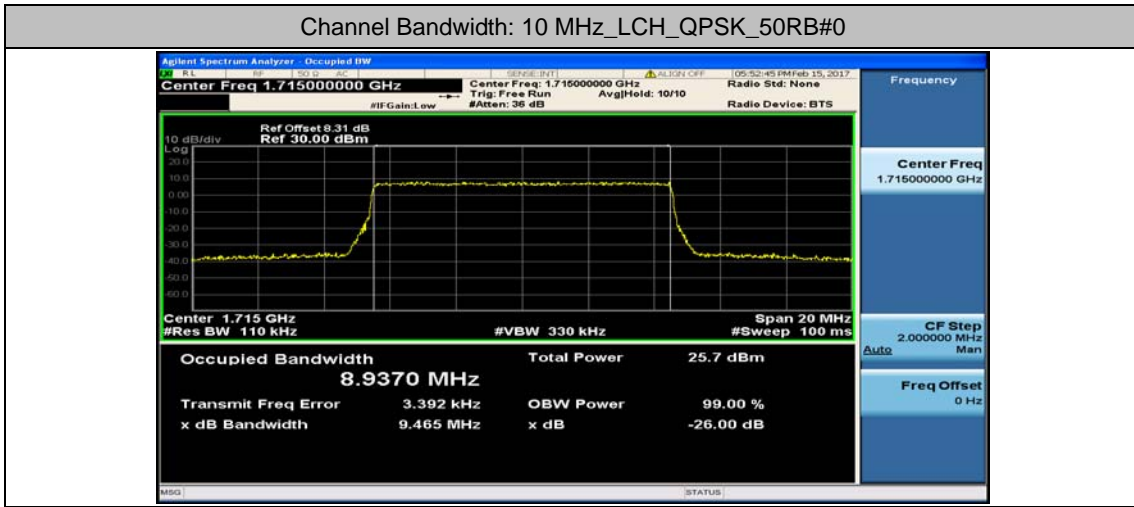 Channel Bandwidth: 10 MHz_LCH_QPSK_50RB#0
Agilent Spectrum Analyzer - Occupied BW
LXI RL RF 50 Ω AC SENSE:INT ALIGN OFF 05:52:45 PM Feb 15, 2017
Center Freq 1.715000000 GHz
Center Freq: 1.715000000 GHz
Radio Std: None
Trig: Free Run Avg|Hold: 10/10
#IFGain:Low #Atten: 36 dB Radio Device: BTS
Frequency
Ref Offset 8.31 dB
10 dB/div Ref 30.00 dBm
Log
20.0
10.0
0.00
-10.0
-20.0
-30.0
-40.0
-50.0
-60.0
Center Freq
1.715000000 GHz
Center 1.715 GHz Span 20 MHz
#Res BW 110 kHz #VBW 330 kHz #Sweep 100 ms
CF Step
2.000000 MHz
Auto Man
Occupied Bandwidth Total Power 25.7 dBm
8.9370 MHz
Freq Offset
0 Hz
Transmit Freq Error 3.392 kHz OBW Power 99.00 %
x dB Bandwidth 9.465 MHz x dB -26.00 dB
MSG STATUS